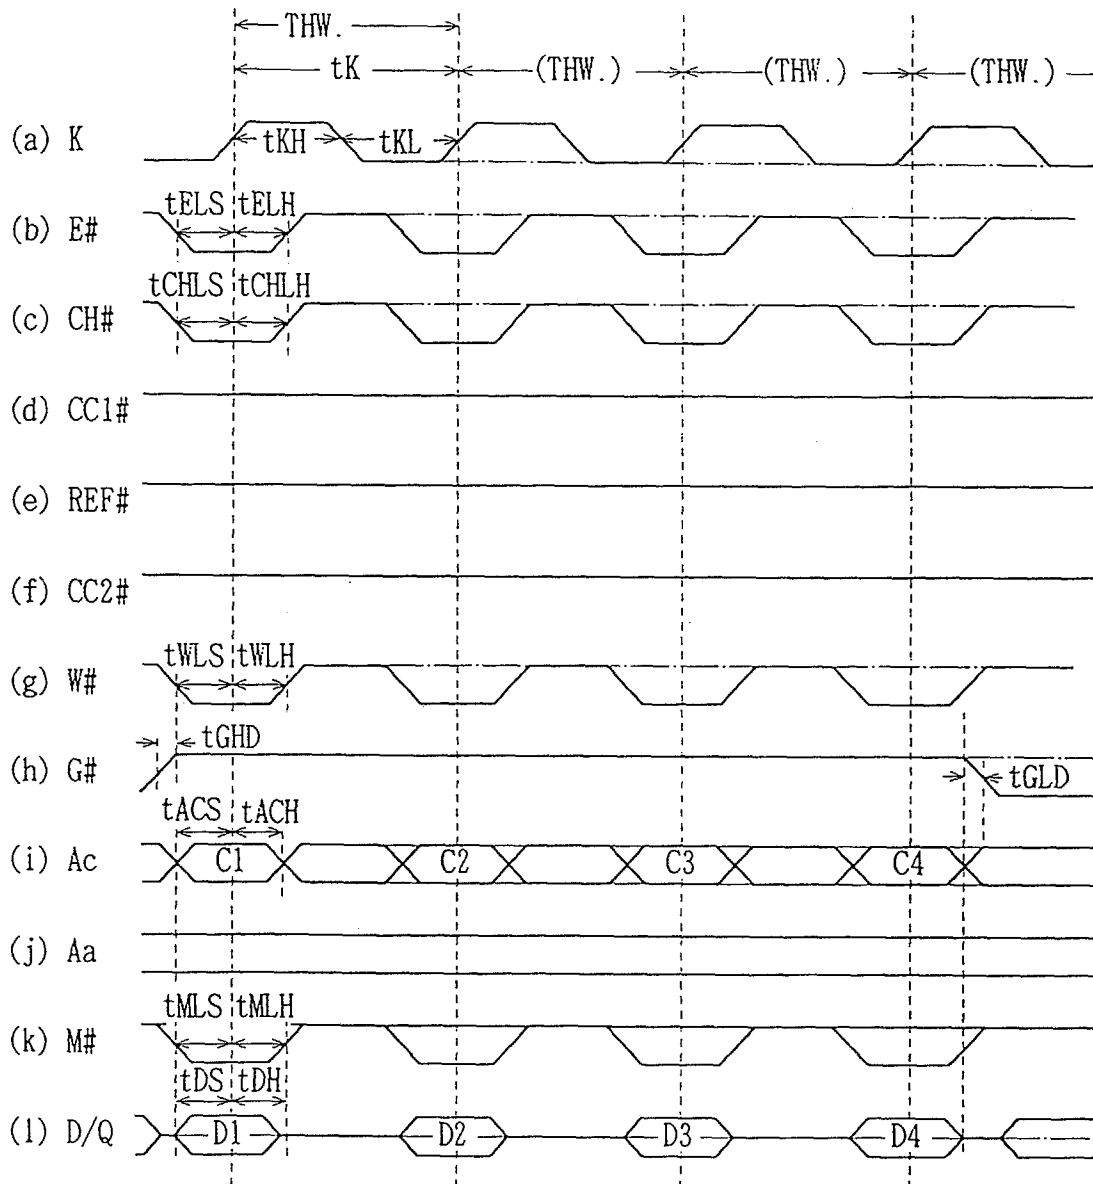 THW.
tK (THW.) (THW.) (THW.)
(a) K tKH tKL
tELS tELH
(b) E#
tCHLS tCHLH
(c) CH#
(d) CC1#
(e) REF#
(f) CC2#
tWLS tWLH
(g) W#
tGHD
(h) G# tGLD
tACS tACH
(i) Ac C1 C2 C3 C4
(j) Aa
tMLS tMLH
(k) M#
tDS tDH
(l) D/Q D1 D2 D3 D4